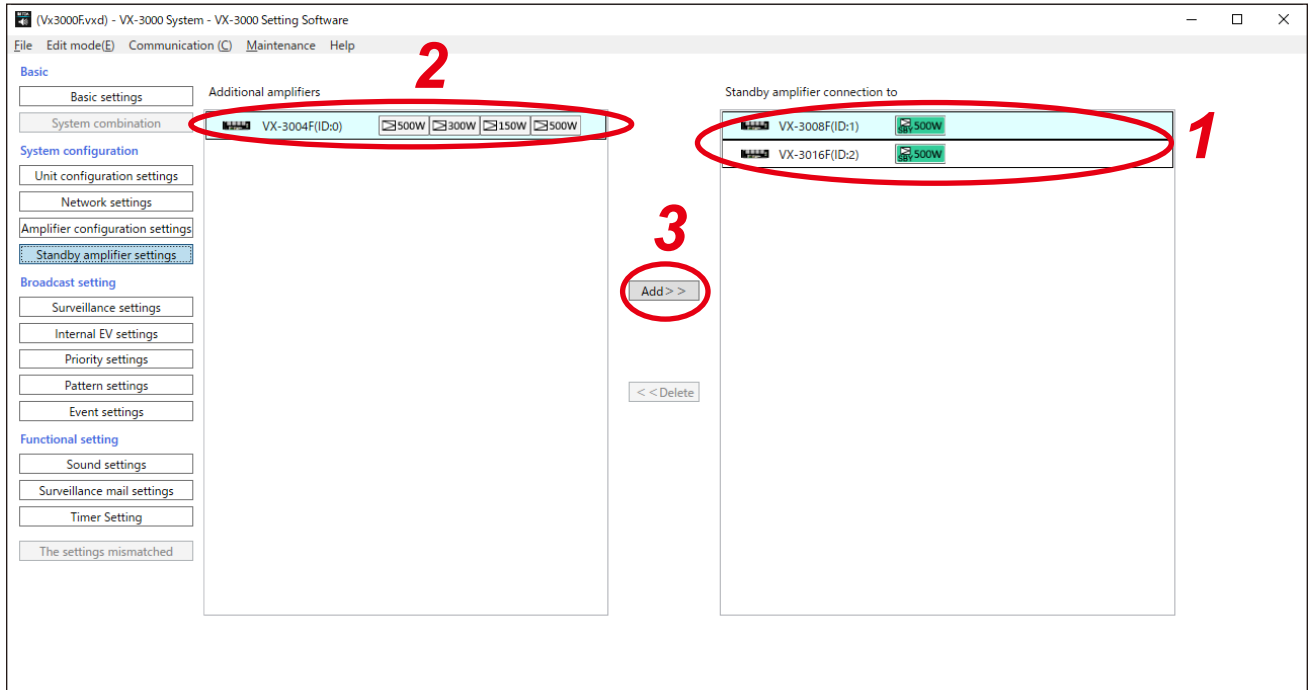 (Vx3000F.vxd) - VX-3000 System - VX-3000 Setting Software
File Edit mode(E) Communication (C) Maintenance Help
Basic
Basic settings
System combination
System configuration
Unit configuration settings
Network settings
Amplifier configuration settings
Standby amplifier settings
Broadcast setting
Surveillance settings
Internal EV settings
Priority settings
Pattern settings
Event settings
Functional setting
Sound settings
Surveillance mail settings
Timer Setting
The settings mismatched
2
Additional amplifiers
VX-3004F(ID:0) 500W 300W 150W 500W
3
Add>>
<<Delete
Standby amplifier connection to
1
VX-3008F(ID:1) SBY 500W
VX-3016F(ID:2) SBY 500W